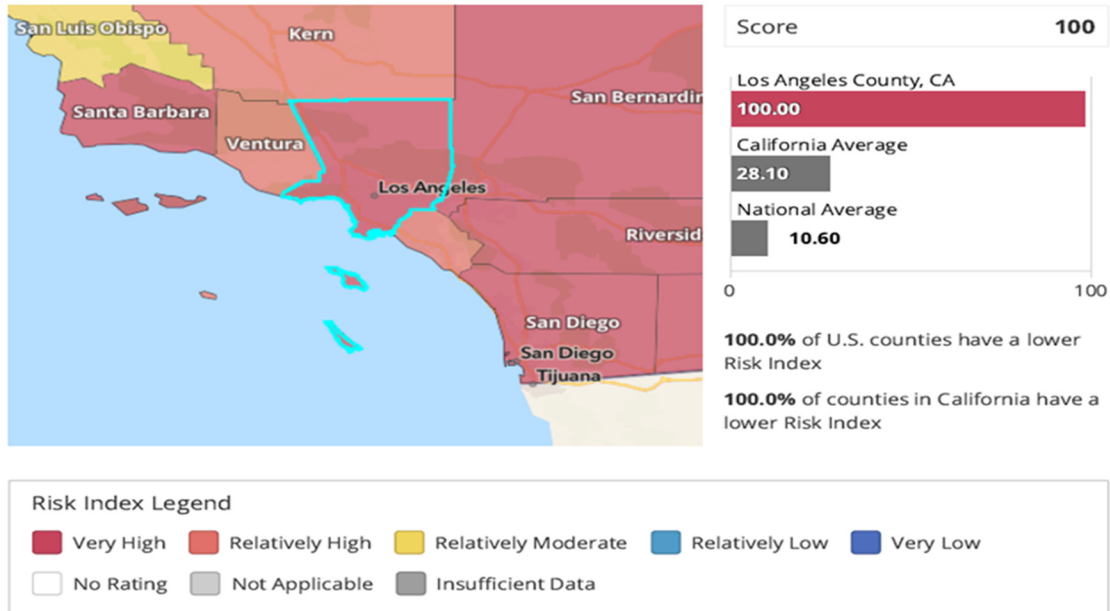 San Luis Obispo
Kern
San Bernardin
Santa Barbara
Ventura
Los Angeles
Riversid
San Diego
San Diego
Tijuana
Score 100
Los Angeles County, CA
100.00
California Average
28.10
National Average
10.60
0 100
100.0% of U.S. counties have a lower
Risk Index
100.0% of counties in California have a
lower Risk Index
Risk Index Legend
Very High Relatively High Relatively Moderate Relatively Low Very Low
No Rating Not Applicable Insufficient Data